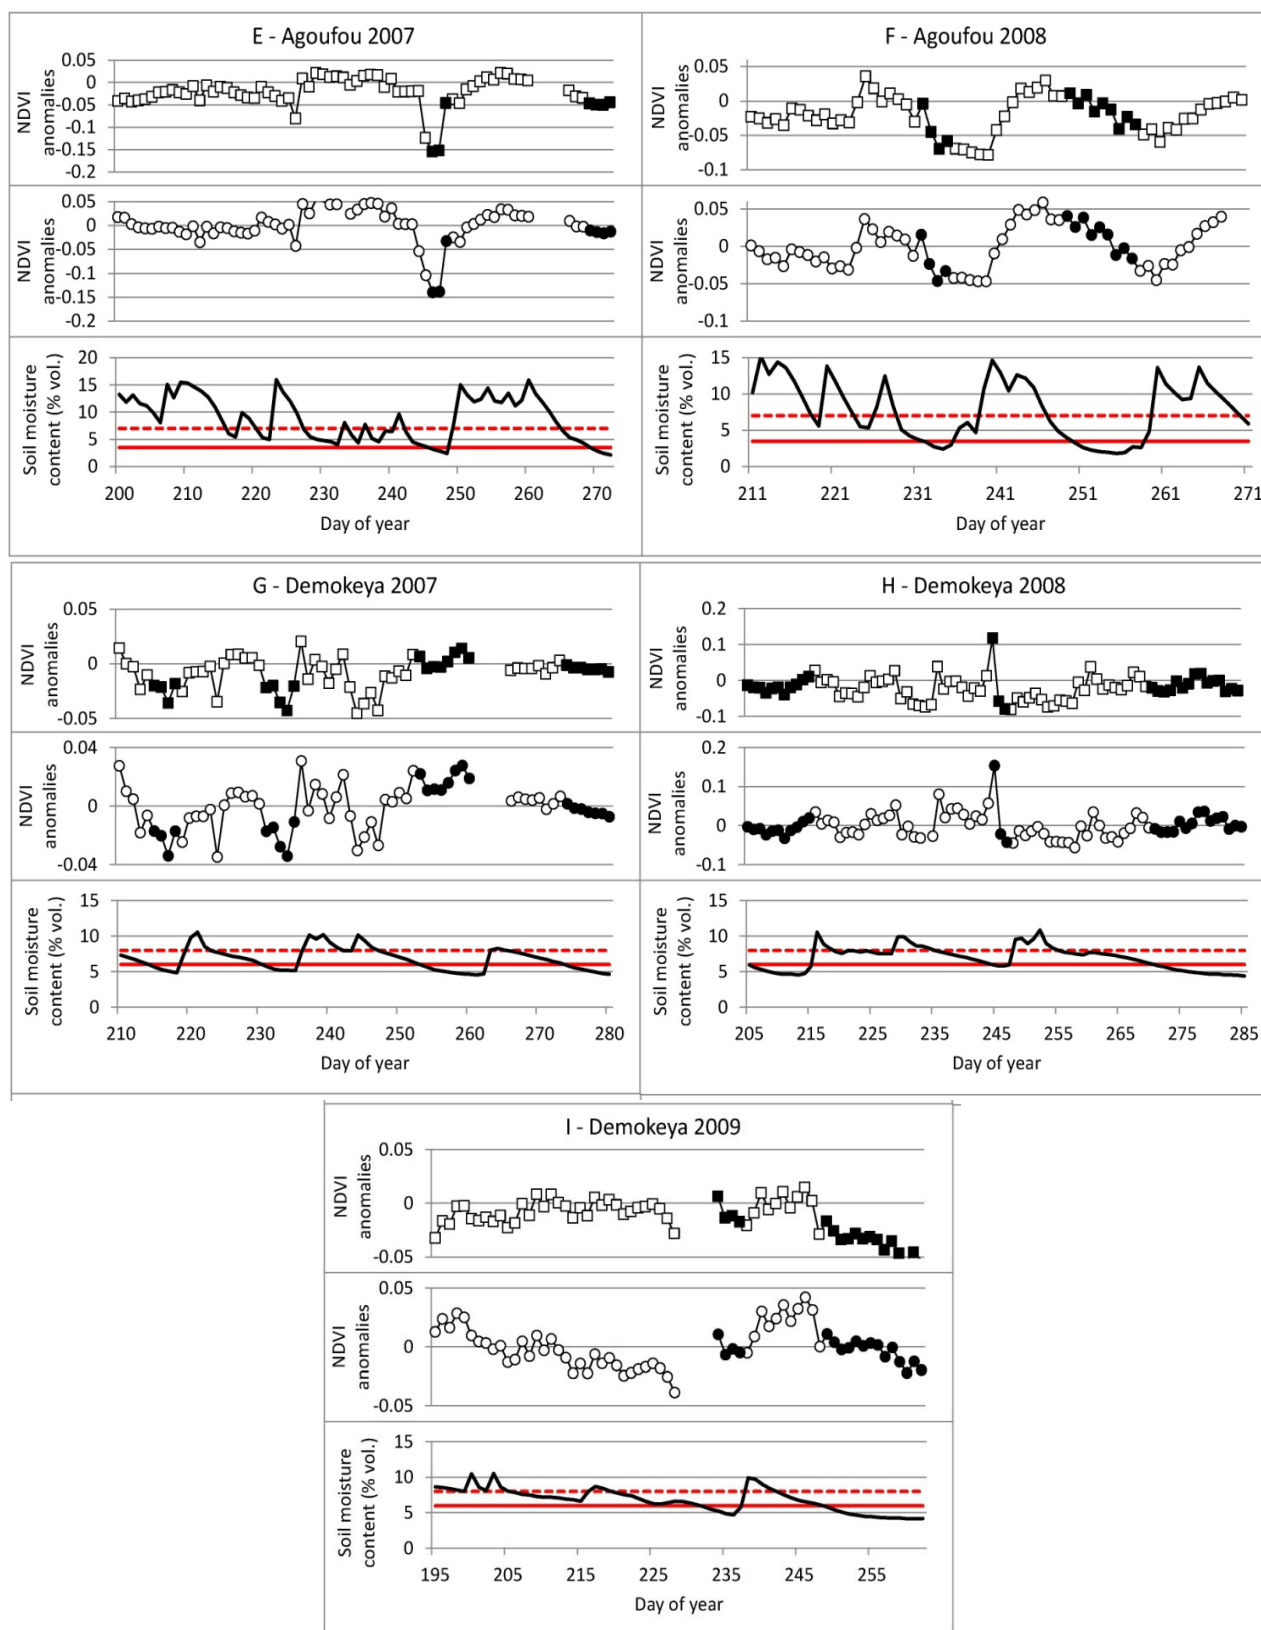 E - Agoufou 2007
NDVI
anomalies
0.05
0
-0.05
-0.1
-0.15
-0.2
NDVI
anomalies
0.05
0
-0.05
-0.1
-0.15
-0.2
Soil moisture
content (% vol.)
20
15
10
5
0
200 210 220 230 240 250 260 270
Day of year
F - Agoufou 2008
NDVI
anomalies
0.05
0
-0.05
-0.1
NDVI
anomalies
0.05
0
-0.05
-0.1
Soil moisture
content (% vol.)
15
10
5
0
211 221 231 241 251 261 271
Day of year
G - Demokeya 2007
NDVI
anomalies
0.05
0
-0.05
NDVI
anomalies
0.04
0
-0.04
Soil moisture
content (% vol.)
15
10
5
0
210 220 230 240 250 260 270 280
Day of year
H - Demokeya 2008
NDVI
anomalies
0.2
0.1
0
-0.1
NDVI
anomalies
0.2
0.1
0
-0.1
Soil moisture
content (% vol.)
15
10
5
0
205 215 225 235 245 255 265 275 285
Day of year
I - Demokeya 2009
NDVI
anomalies
0.05
0
-0.05
NDVI
anomalies
0.05
0
-0.05
Soil moisture
content (% vol.)
15
10
5
0
195 205 215 225 235 245 255
Day of year